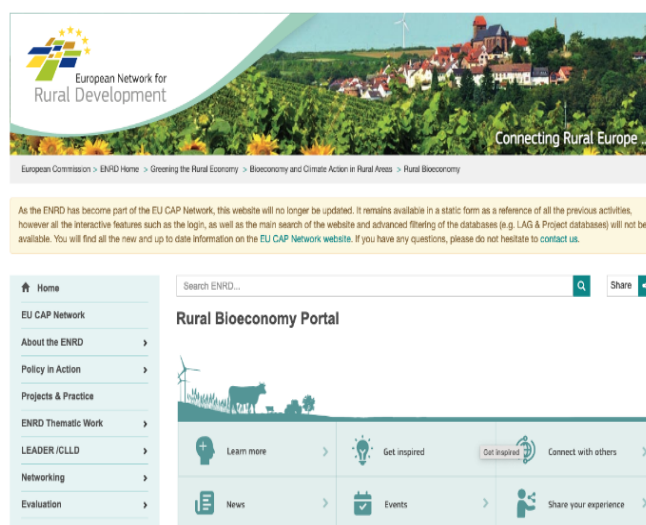 European Network for
Rural Development
Connecting Rural Europe ...
European Commission > ENRD Home > Greening the Rural Economy > Bioeconomy and Climate Action in Rural Areas > Rural Bioeconomy
As the ENRD has become part of the EU CAP Network, this website will no longer be updated. It remains available in a static form as a reference of all the previous activities,
however all the interactive features such as the login, as well as the main search of the website and advanced filtering of the databases (e.g. LAG & Project databases) will not be
available. You will find all the new and up to date information on the EU CAP Network website. If you have any questions, please do not hesitate to contact us.
Home
Search ENRD...
Share
EU CAP Network
Rural Bioeconomy Portal
About the ENRD
Policy in Action
Projects & Practice
ENRD Thematic Work
LEADER /CLLD
Networking
Evaluation
Learn more
Get inspired
Get inspired
Connect with others
News
Events
Share your experience